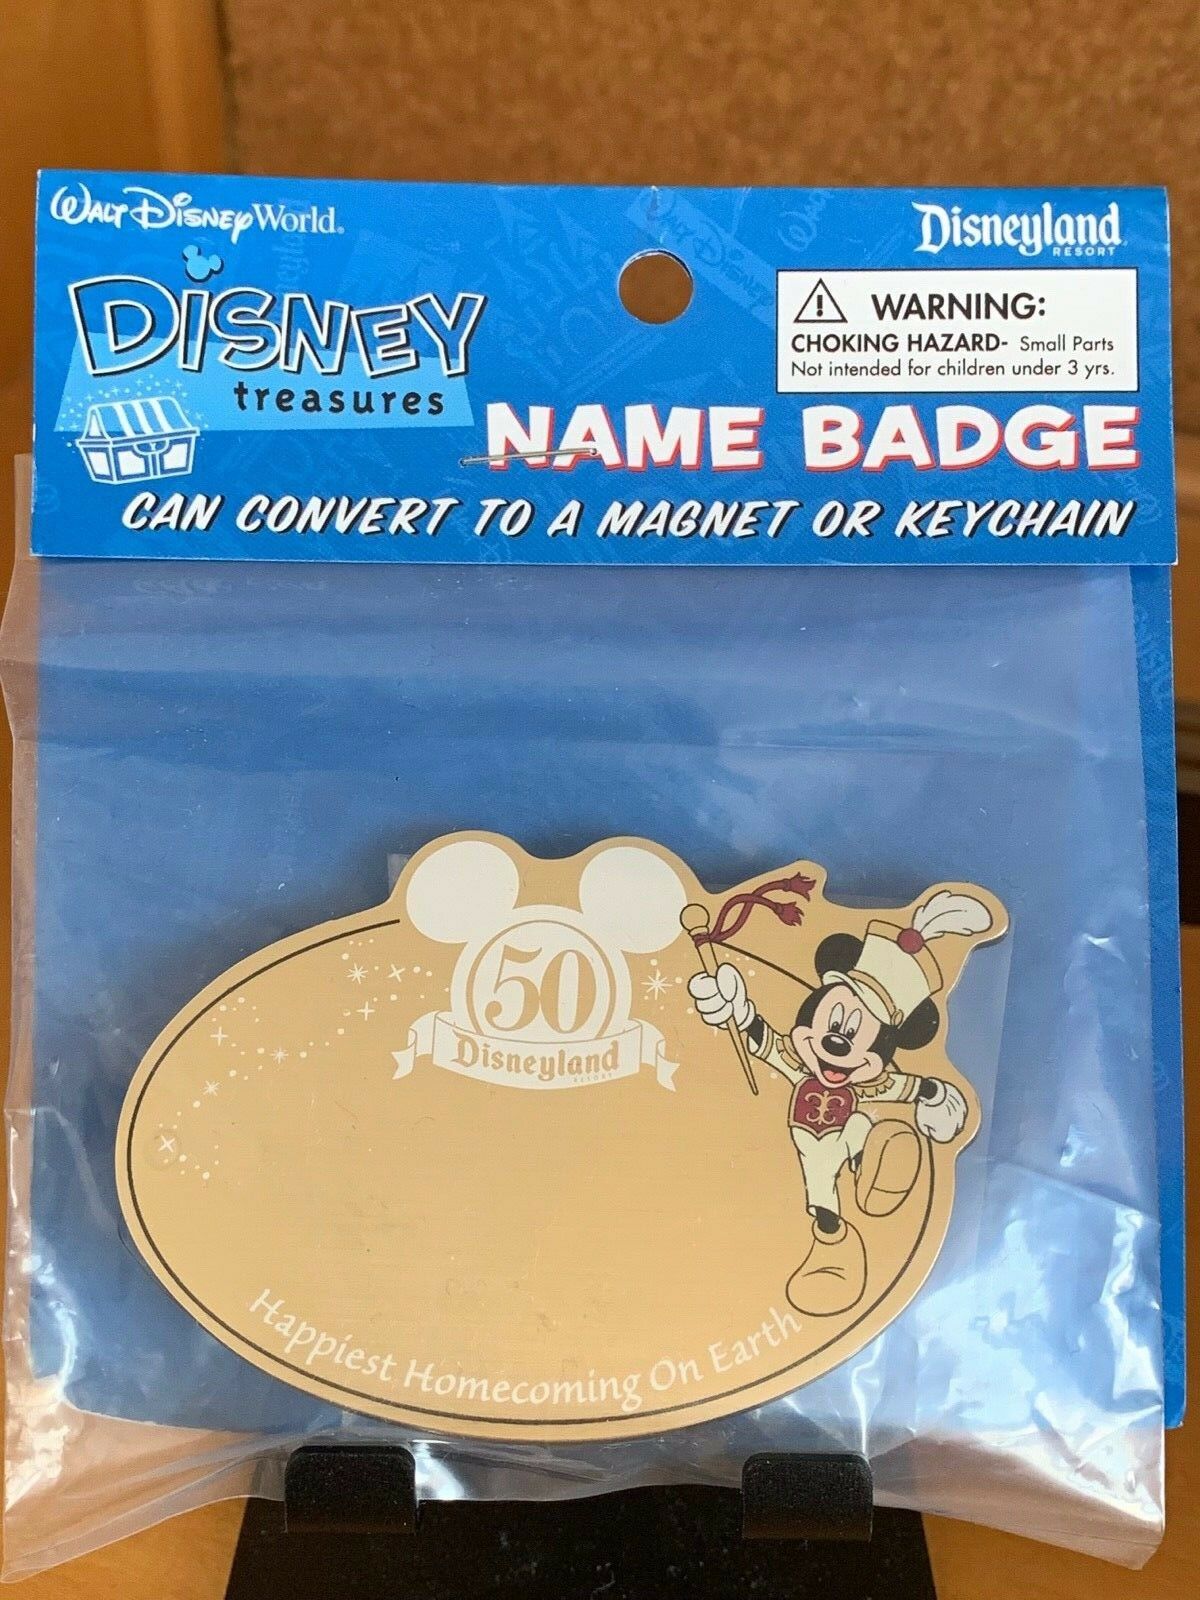 Walt Disney World
Disneyland
RESORT
DISNEY
treasures
WARNING:
CHOKING HAZARD- Small Parts
Not intended for children under 3 yrs.
NAME BADGE
CAN CONVERT TO A MAGNET OR KEYCHAIN
50
Disneyland
RESORT
Happiest Homecoming On Earth